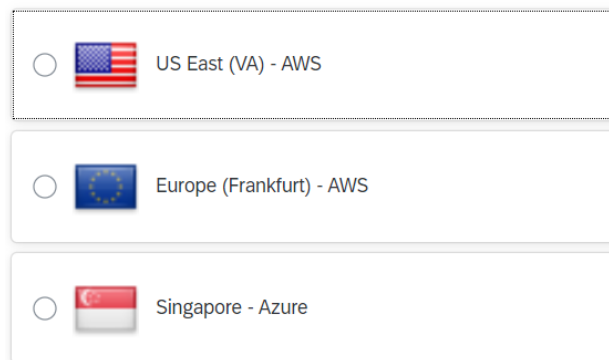 US East (VA) - AWS
Europe (Frankfurt) - AWS
Singapore - Azure